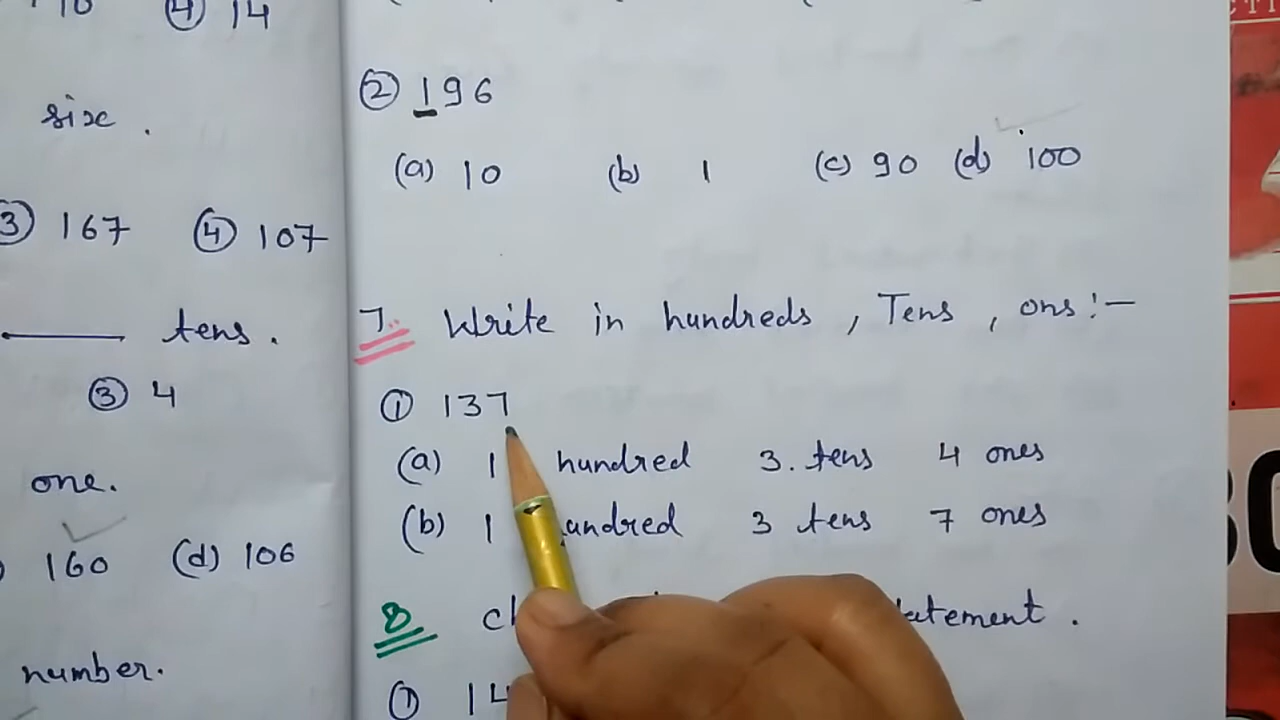 ④ 14
size.
③ 167 ④ 107
tens.
③ 4
one.
160 (d) 106
number.
② 196
(a) 10 (b) 1 (c) 90 (d) 100
7. Write in hundreds, Tens, ons:-
① 137
(a) 1 hundred 3. tens 4 ones
(b) 1 hundred 3 tens 7 ones
8
① 14